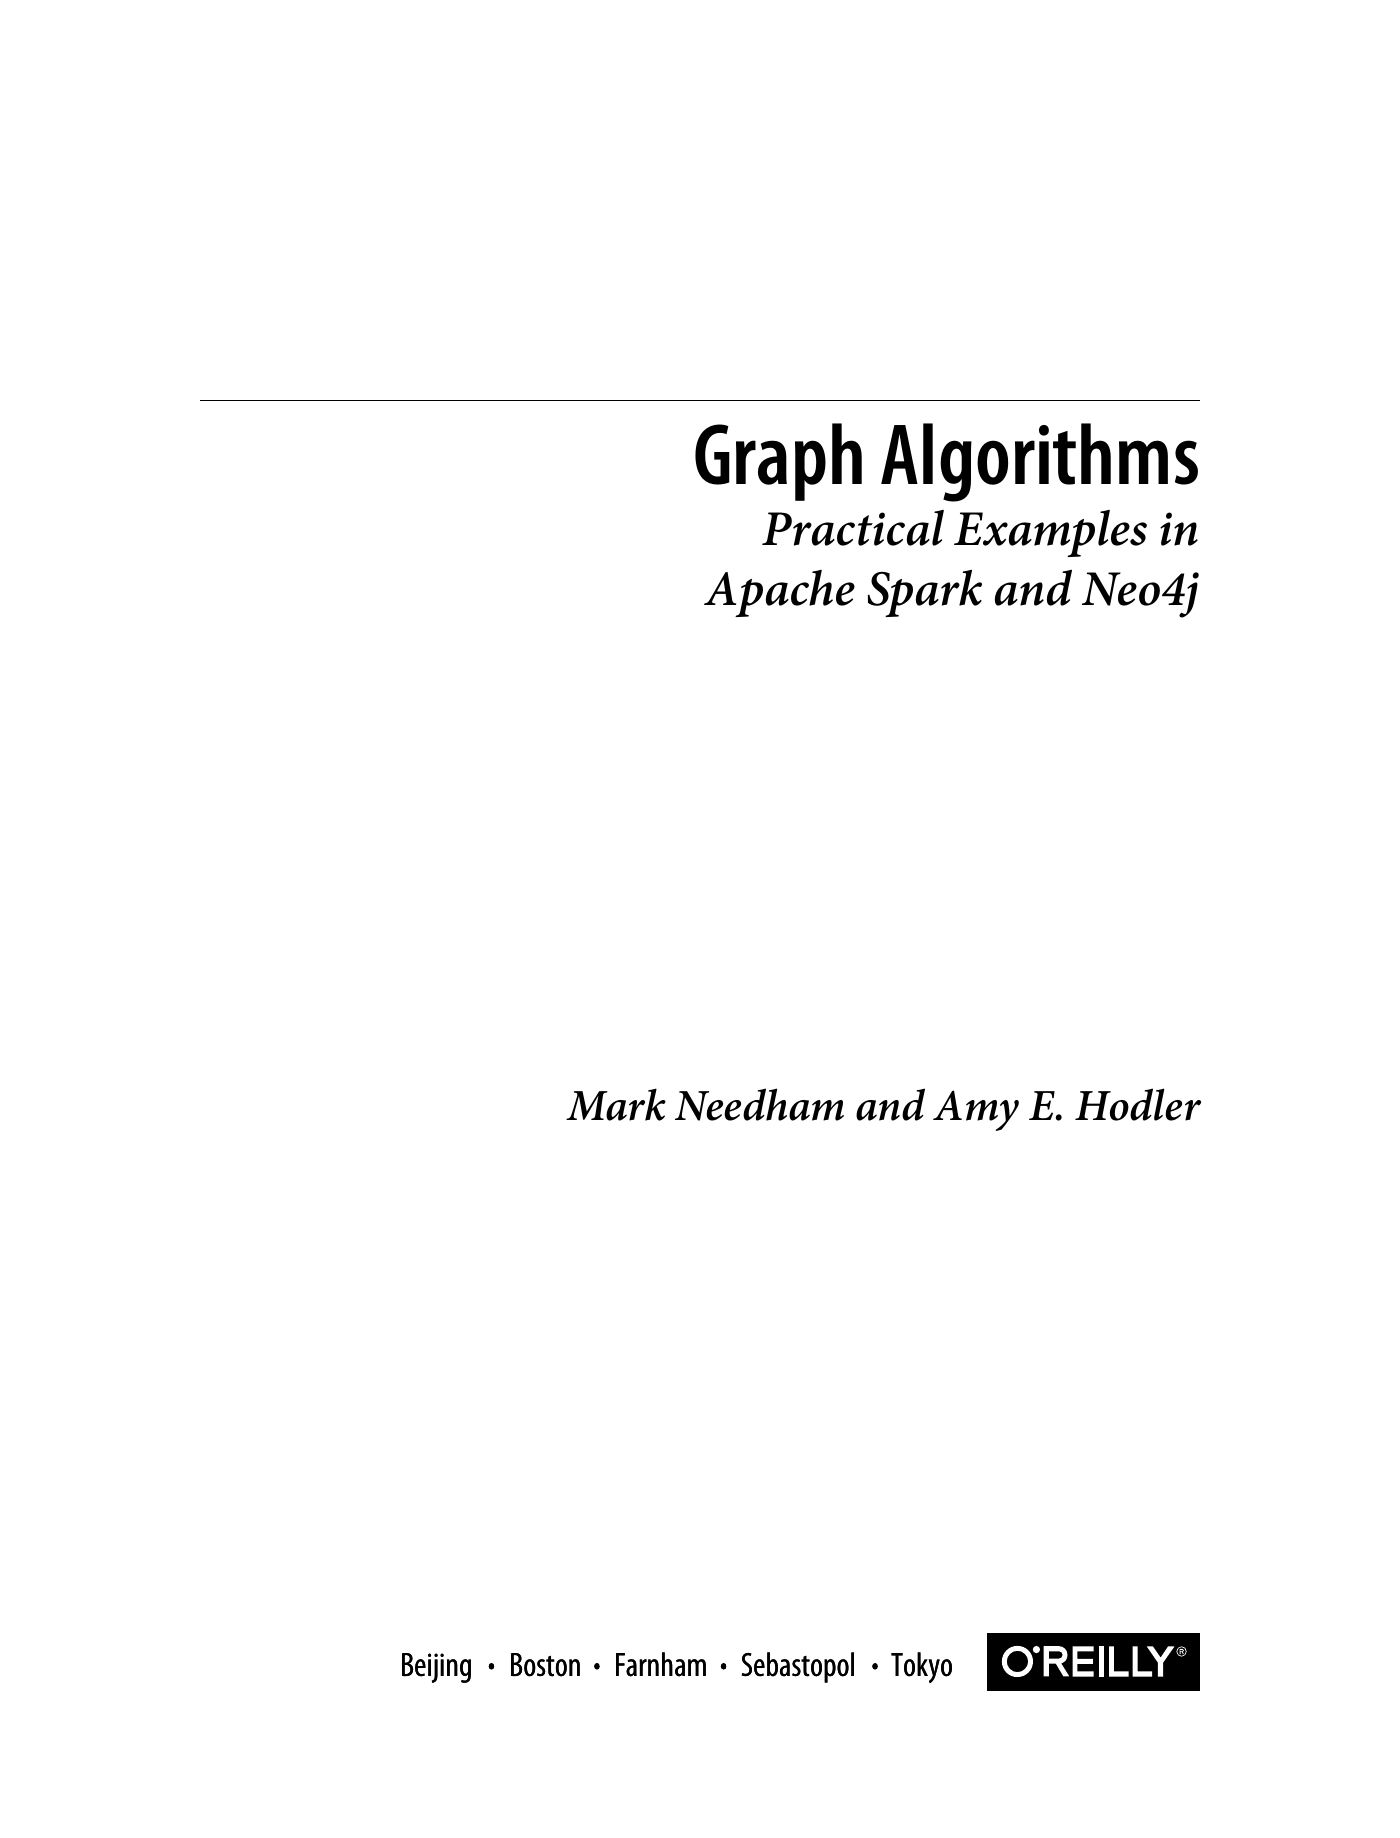 Graph Algorithms
Practical Examples in
Apache Spark and Neo4j
Mark Needham and Amy E. Hodler
Beijing • Boston • Farnham • Sebastopol • Tokyo O'REILLY®